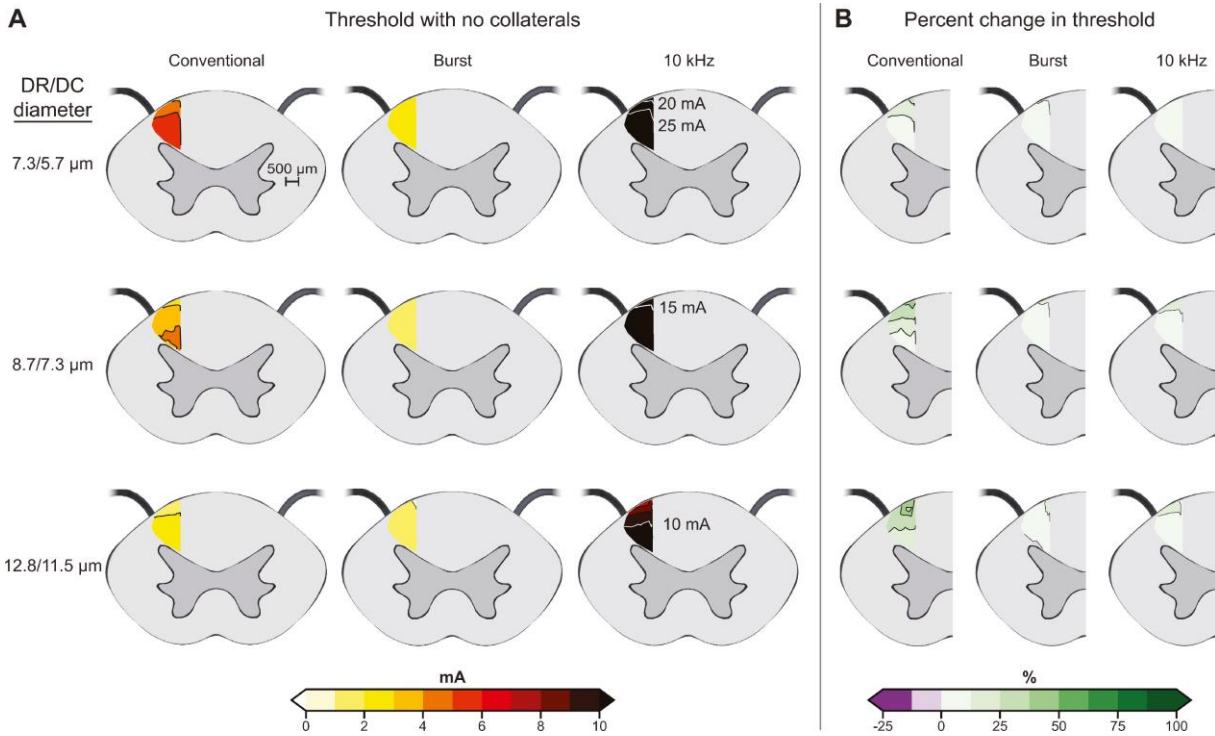 A
Threshold with no collaterals
B
Percent change in threshold
Conventional
Burst
10 kHz
Conventional
Burst
10 kHz
DR/DC
diameter
7.3/5.7 µm
500 µm
20 mA
25 mA
8.7/7.3 µm
15 mA
12.8/11.5 µm
10 mA
mA
0 2 4 6 8 10
%
-25 0 25 50 75 100